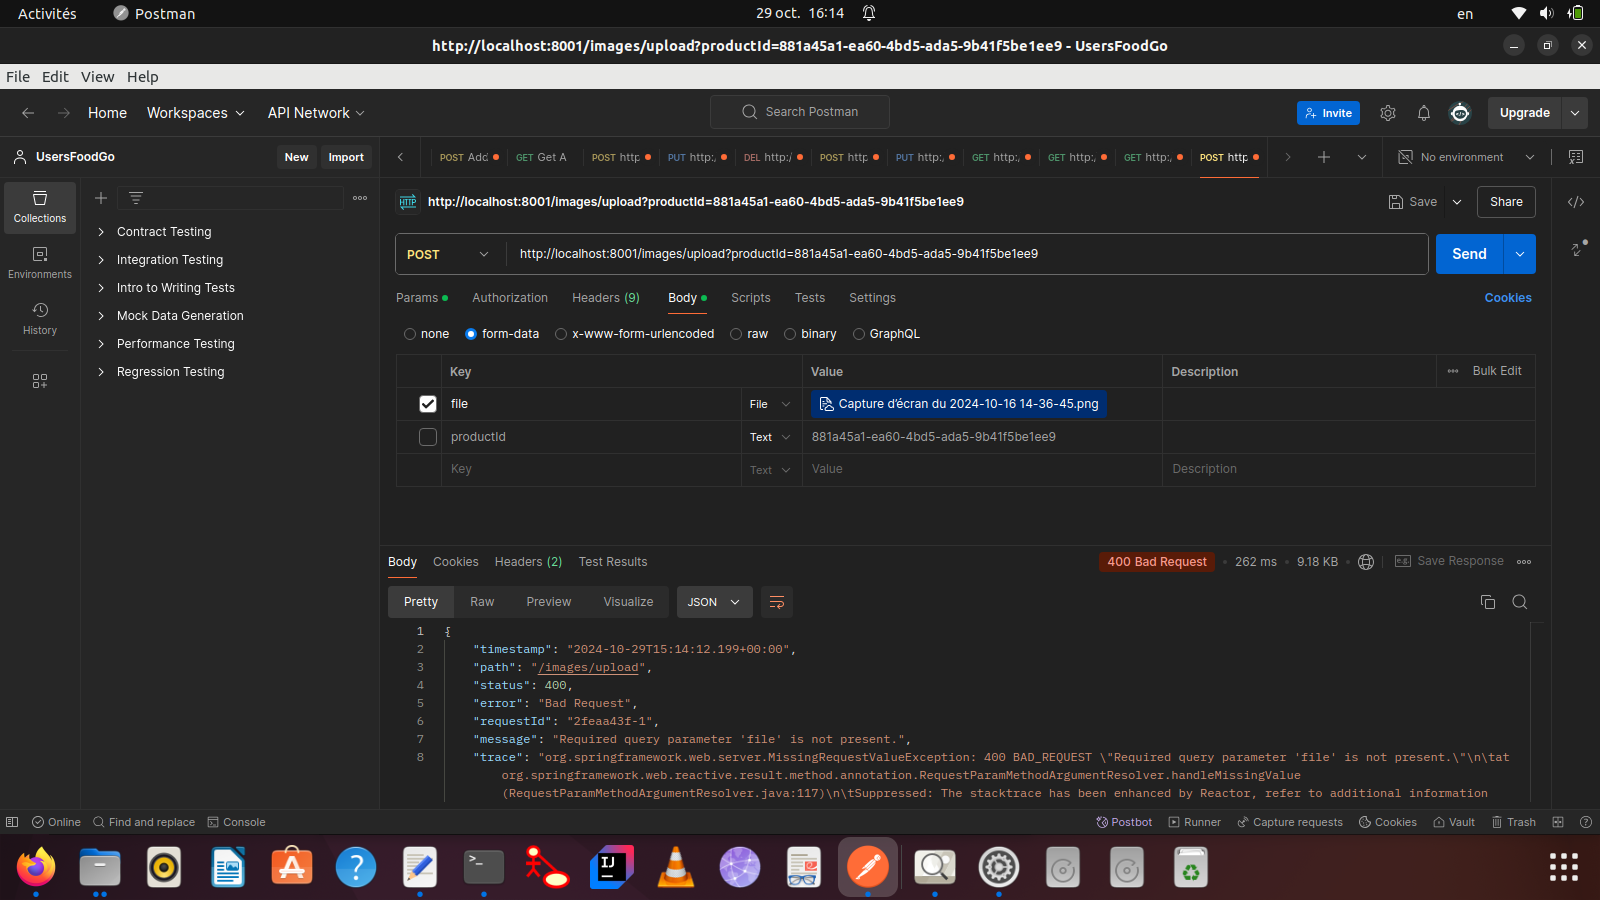 Activités
Postman
29 oct. 16:14
en
http://localhost:8001/images/upload?productId=881a45a1-ea60-4bd5-ada5-9b41f5be1ee9 - UsersFoodGo
File Edit View Help
Home Workspaces API Network
Search Postman
Invite
Upgrade
UsersFoodGo
New
Import
POST Add
GET Get A
POST http
PUT http:/
DEL http:/
POST http
PUT http:/
GET http:/
GET http:/
GET http:/
POST http
No environment
Collections
Environments
History
Contract Testing
Integration Testing
Intro to Writing Tests
Mock Data Generation
Performance Testing
Regression Testing
HTTP
http://localhost:8001/images/upload?productId=881a45a1-ea60-4bd5-ada5-9b41f5be1ee9
Save
Share
POST
http://localhost:8001/images/upload?productId=881a45a1-ea60-4bd5-ada5-9b41f5be1ee9
Send
Params Authorization Headers (9) Body Scripts Tests Settings
Cookies
none form-data x-www-form-urlencoded raw binary GraphQL
Key Value Description Bulk Edit
file File Capture d'écran du 2024-10-16 14-36-45.png
productId Text 881a45a1-ea60-4bd5-ada5-9b41f5be1ee9
Key Text Value Description
Body Cookies Headers (2) Test Results
400 Bad Request 262 ms 9.18 KB Save Response
Pretty Raw Preview Visualize JSON
1 {
2 "timestamp": "2024-10-29T15:14:12.199+00:00",
3 "path": "/images/upload",
4 "status": 400,
5 "error": "Bad Request",
6 "requestId": "2feaa43f-1",
7 "message": "Required query parameter 'file' is not present.",
8 "trace": "org.springframework.web.server.MissingRequestValueException: 400 BAD_REQUEST \"Required query parameter 'file' is not present.\"\n\tat
org.springframework.web.reactive.result.method.annotation.RequestParamMethodArgumentResolver.handleMissingValue
(RequestParamMethodArgumentResolver.java:117)\n\tSuppressed: The stacktrace has been enhanced by Reactor, refer to additional information
Online Find and replace Console
Postbot Runner Capture requests Cookies Vault Trash
IJ